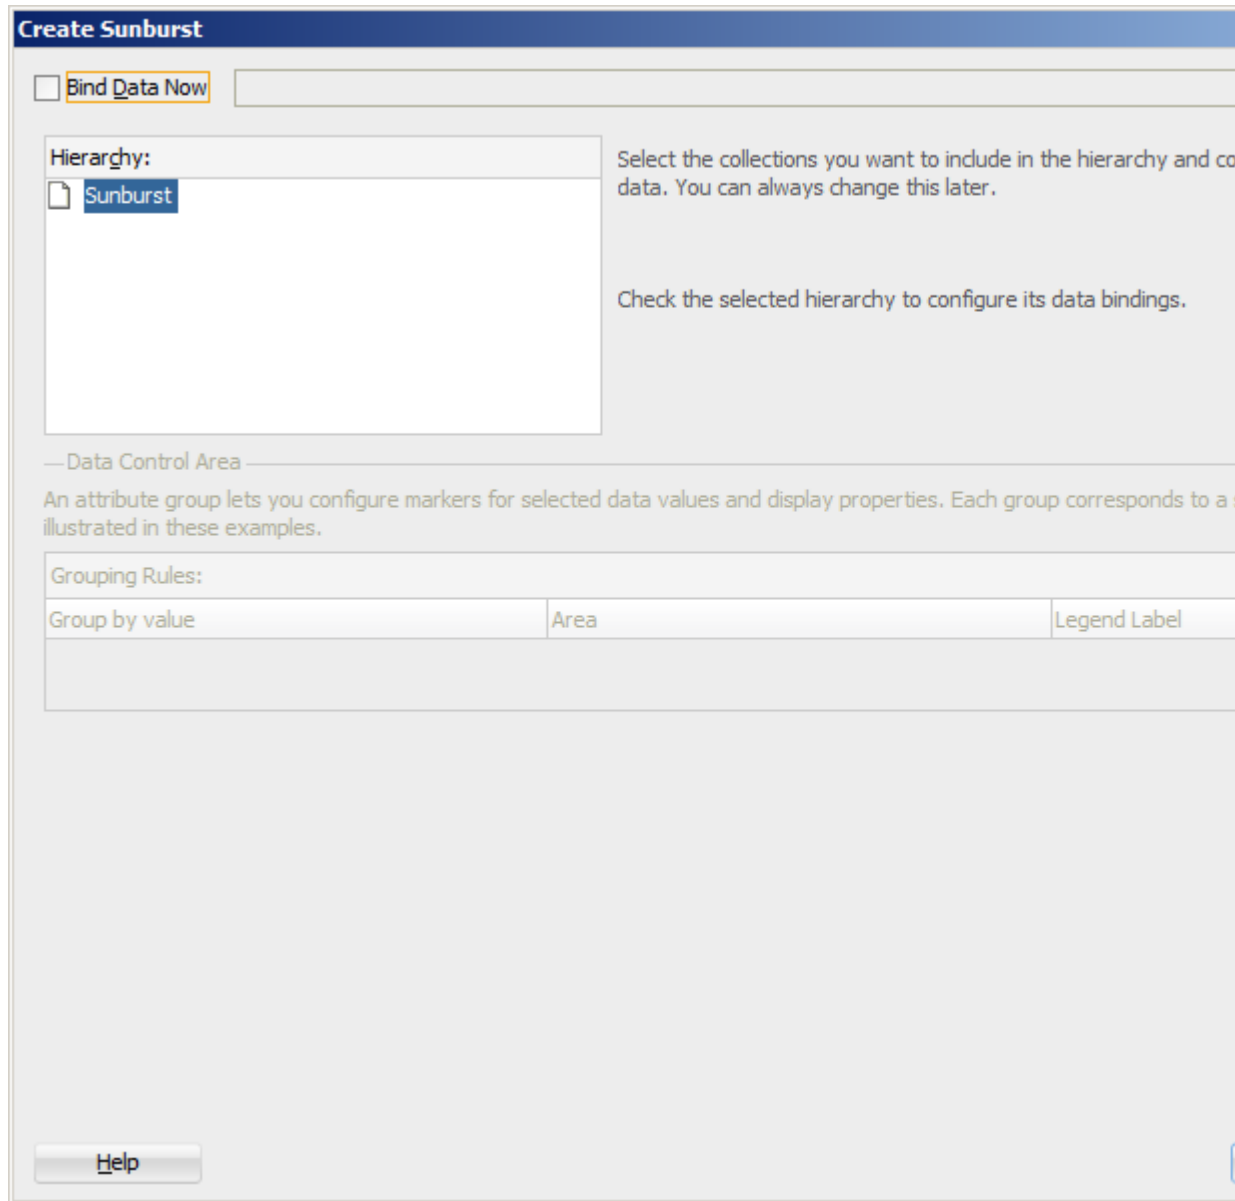 Create Sunburst
Bind Data Now
Hierarchy:
Sunburst
Select the collections you want to include in the hierarchy and
data. You can always change this later.
Check the selected hierarchy to configure its data bindings.
Data Control Area
An attribute group lets you configure markers for selected data values and display properties. Each group corresponds to a
illustrated in these examples.
Grouping Rules:
Group by value
Area
Legend Label
Help